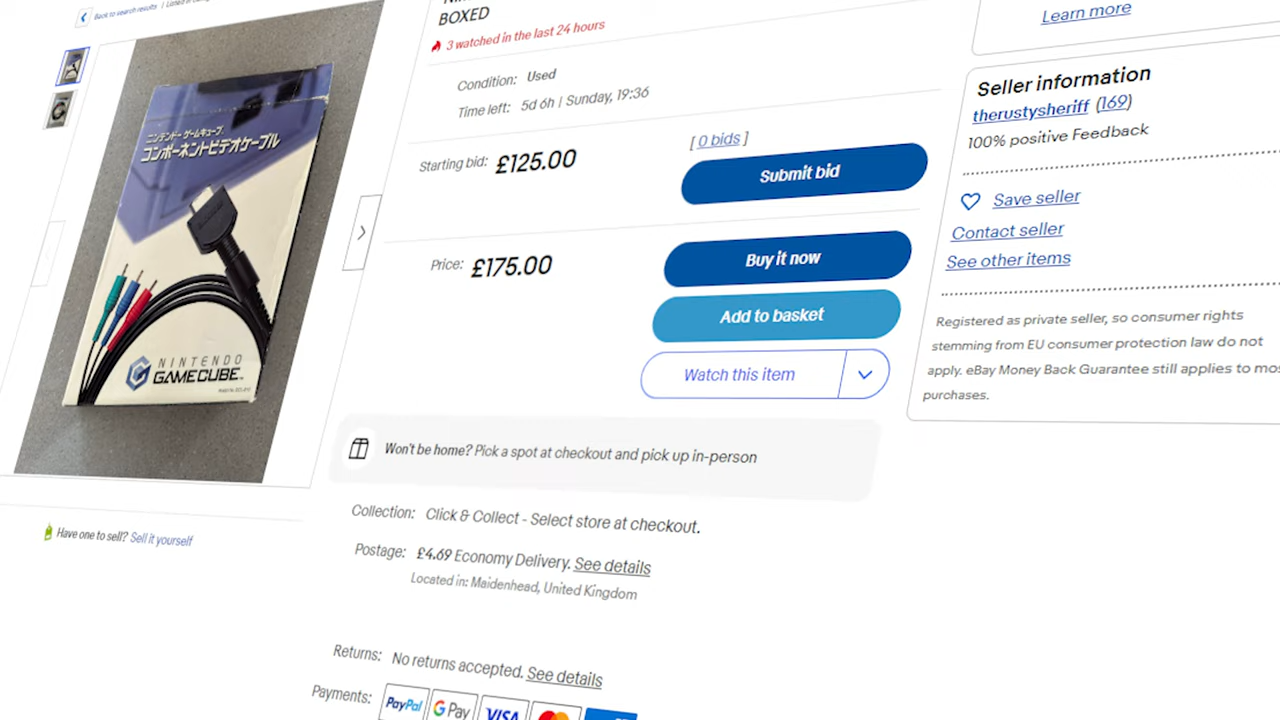 Back to search results
BOXED
3 watched in the last 24 hours
Condition: Used
Time left: 5d 6h | Sunday, 19:36
Starting bid: £125.00
[ 0 bids ]
Submit bid
Price: £175.00
Buy it now
Add to basket
Watch this item
Won't be home? Pick a spot at checkout and pick up in-person
Collection: Click & Collect - Select store at checkout.
Postage: £4.69 Economy Delivery. See details
Located in: Maidenhead, United Kingdom
Returns: No returns accepted. See details
Payments: PayPal G Pay VISA
ニンテンドー ゲームキューブ
コンポーネントビデオケーブル
NINTENDO
GAMECUBE™
Have one to sell? Sell it yourself
Learn more
Seller information
therustysheriff (169)
100% positive Feedback
Save seller
Contact seller
See other items
Registered as private seller, so consumer rights
stemming from EU consumer protection law do not
apply. eBay Money Back Guarantee still applies to
purchases.